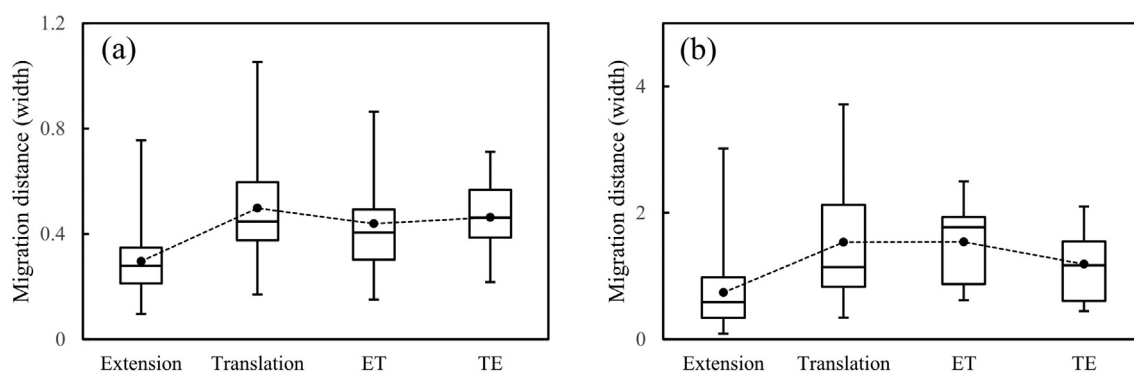 (a)
Migration distance (width)
1.2
0.8
0.4
0
Extension Translation ET TE
(b)
Migration distance (width)
4
2
0
Extension Translation ET TE